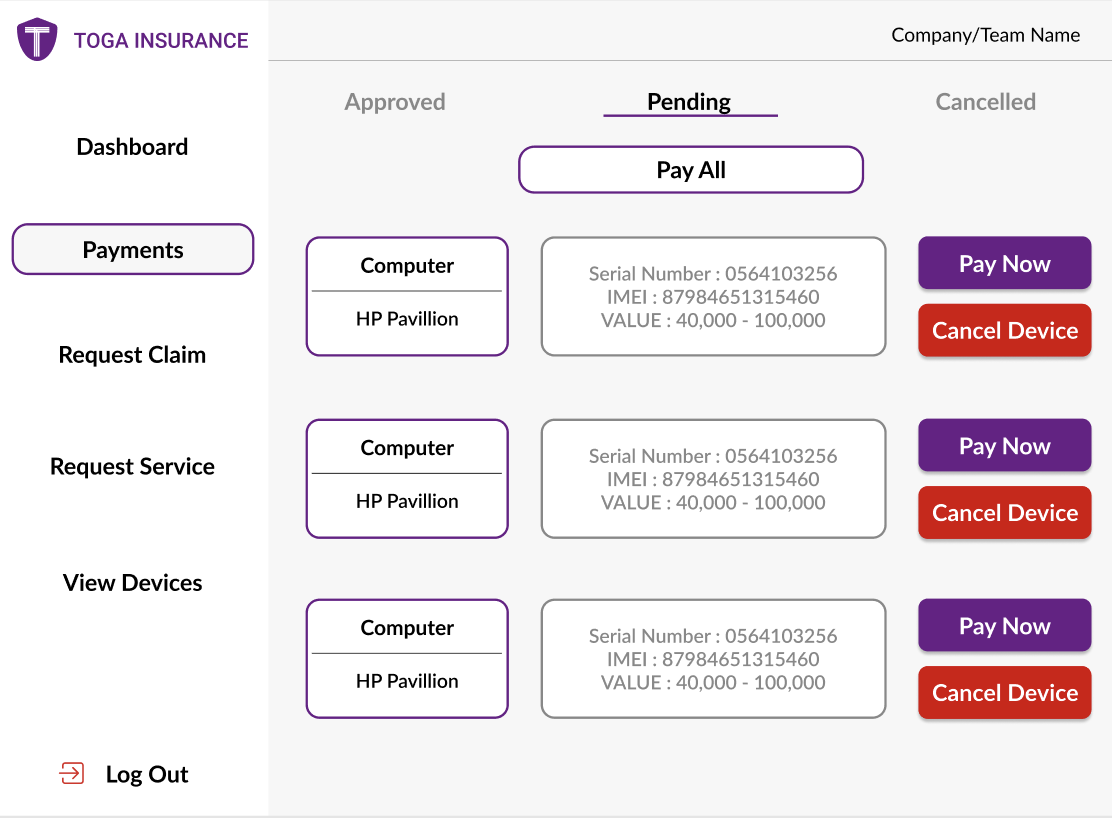 TOGA INSURANCE
Company/Team Name
Dashboard
Payments
Request Claim
Request Service
View Devices
Log Out
Approved
Pending
Cancelled
Pay All
Computer
HP Pavillion
Serial Number : 0564103256
IMEI : 87984651315460
VALUE : 40,000 - 100,000
Pay Now
Cancel Device
Computer
HP Pavillion
Serial Number : 0564103256
IMEI : 87984651315460
VALUE : 40,000 - 100,000
Pay Now
Cancel Device
Computer
HP Pavillion
Serial Number : 0564103256
IMEI : 87984651315460
VALUE : 40,000 - 100,000
Pay Now
Cancel Device